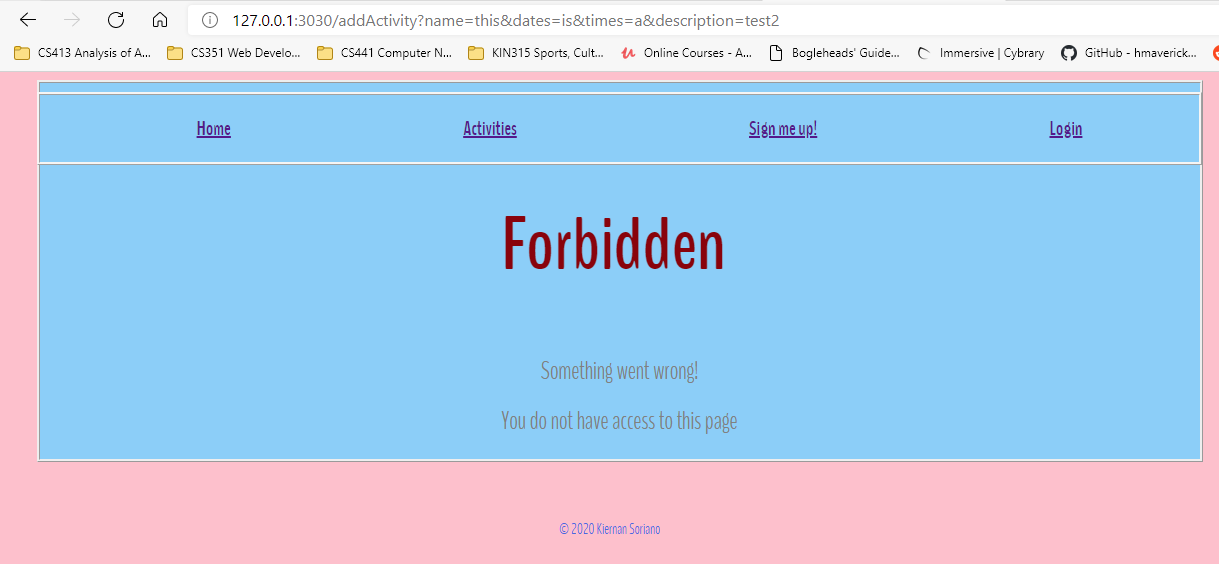 127.0.0.1:3030/addActivity?name=this&dates=is&times=a&description=test2
CS413 Analysis of A... CS351 Web Develo... CS441 Computer N... KIN315 Sports, Cult... Online Courses - A... Bogleheads' Guide... Immersive | Cybrary GitHub - hmaverick...
Home Activities Sign me up! Login
Forbidden
Something went wrong!
You do not have access to this page
© 2020 Kiernan Soriano